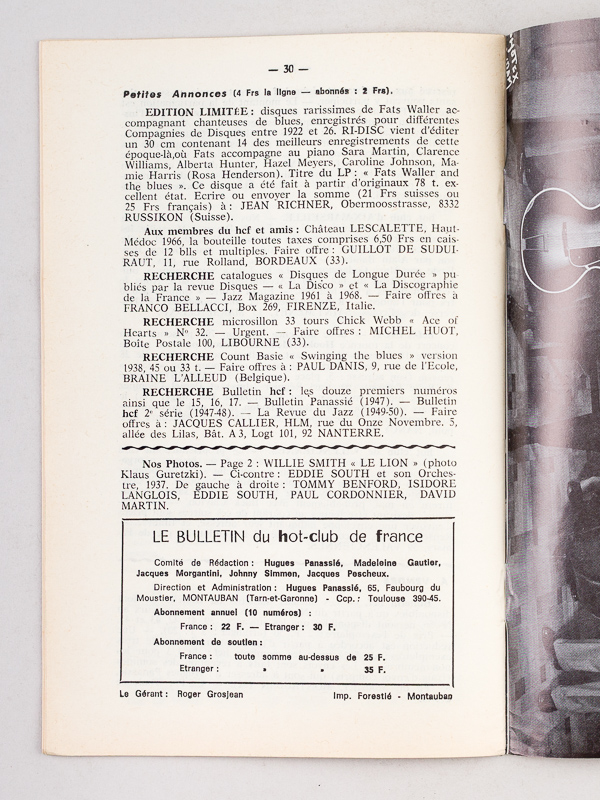 — 30 —
Petites Annonces (4 Frs la ligne — abonnés : 2 Frs).
EDITION LIMITÉE : disques rarissimes de Fats Waller ac-
compagnant chanteuses de blues, enregistrés pour différentes
Compagnies de Disques entre 1922 et 26. RI-DISC vient d'éditer
un 30 cm contenant 14 des meilleurs enregistrements de cette
époque-là,où Fats accompagne au piano Sara Martin, Clarence
Williams, Alberta Hunter, Hazel Meyers, Caroline Johnson, Ma-
mie Harris (Rosa Henderson). Titre du LP : « Fats Waller and
the blues ». Ce disque a été fait à partir d'originaux 78 t. ex-
cellent état. Ecrire ou envoyer la somme (21 Frs suisses ou
25 Frs français) à : JEAN RICHNER, Obermoosstrasse, 8332
RUSSIKON (Suisse).
Aux membres du hcf et amis : Château LESCALETTE, Haut-
Médoc 1966, la bouteille toutes taxes comprises 6,50 Frs en cais-
ses de 12 blls et multiples. Faire offre : GUILLOT DE SUDUI-
RAUT, 11, rue Rolland, BORDEAUX (33).
RECHERCHE catalogues « Disques de Longue Durée » pu-
bliés par la revue Disques — « La Disco » et « La Discographie
de la France » — Jazz Magazine 1961 à 1968. — Faire offres à
FRANCO BELLACCI, Box 269, FIRENZE, Italie.
RECHERCHE microsillon 33 tours Chick Webb « Ace of
Hearts » N° 32. — Urgent. — Faire offres : MICHEL HUOT,
Boîte Postale 100, LIBOURNE (33).
RECHERCHE Count Basie « Swinging the blues » version
1938, 45 ou 33 t. — Faire offres à : PAUL DANIS, 9, rue de l'Ecole,
BRAINE L'ALLEUD (Belgique).
RECHERCHE Bulletin hcf : les douze premiers numéros
ainsi que le 15, 16, 17. — Bulletin Panassié (1947). — Bulletin
hcf 2e série (1947-48). — La Revue du Jazz (1949-50). — Faire
offres à : JACQUES CALLIER, HLM, rue du Onze Novembre. 5,
allée des Lilas, Bât. A 3, Logt 101, 92 NANTERRE.
Nos Photos. — Page 2 : WILLIE SMITH « LE LION » (photo
Klaus Guretzki). — Ci-contre : EDDIE SOUTH et son Orches-
tre, 1937. De gauche à droite : TOMMY BENFORD, ISIDORE
LANGLOIS, EDDIE SOUTH, PAUL CORDONNIER, DAVID
MARTIN.
LE BULLETIN du hot-club de france
Comité de Rédaction : Hugues Panassié, Madeleine Gautier,
Jacques Morgantini, Johnny Simmen, Jacques Pescheux.
Direction et Administration : Hugues Panassié, 65, Faubourg du
Moustier, MONTAUBAN (Tarn-et-Garonne) - Ccp. : Toulouse 390-45.
Abonnement annuel (10 numéros) :
France : 22 F. — Etranger : 30 F.
Abonnement de soutien :
France : toute somme au-dessus de 25 F.
Etranger : » » 35 F.
Le Gérant : Roger Grosjean Imp. Forestié - Montauban